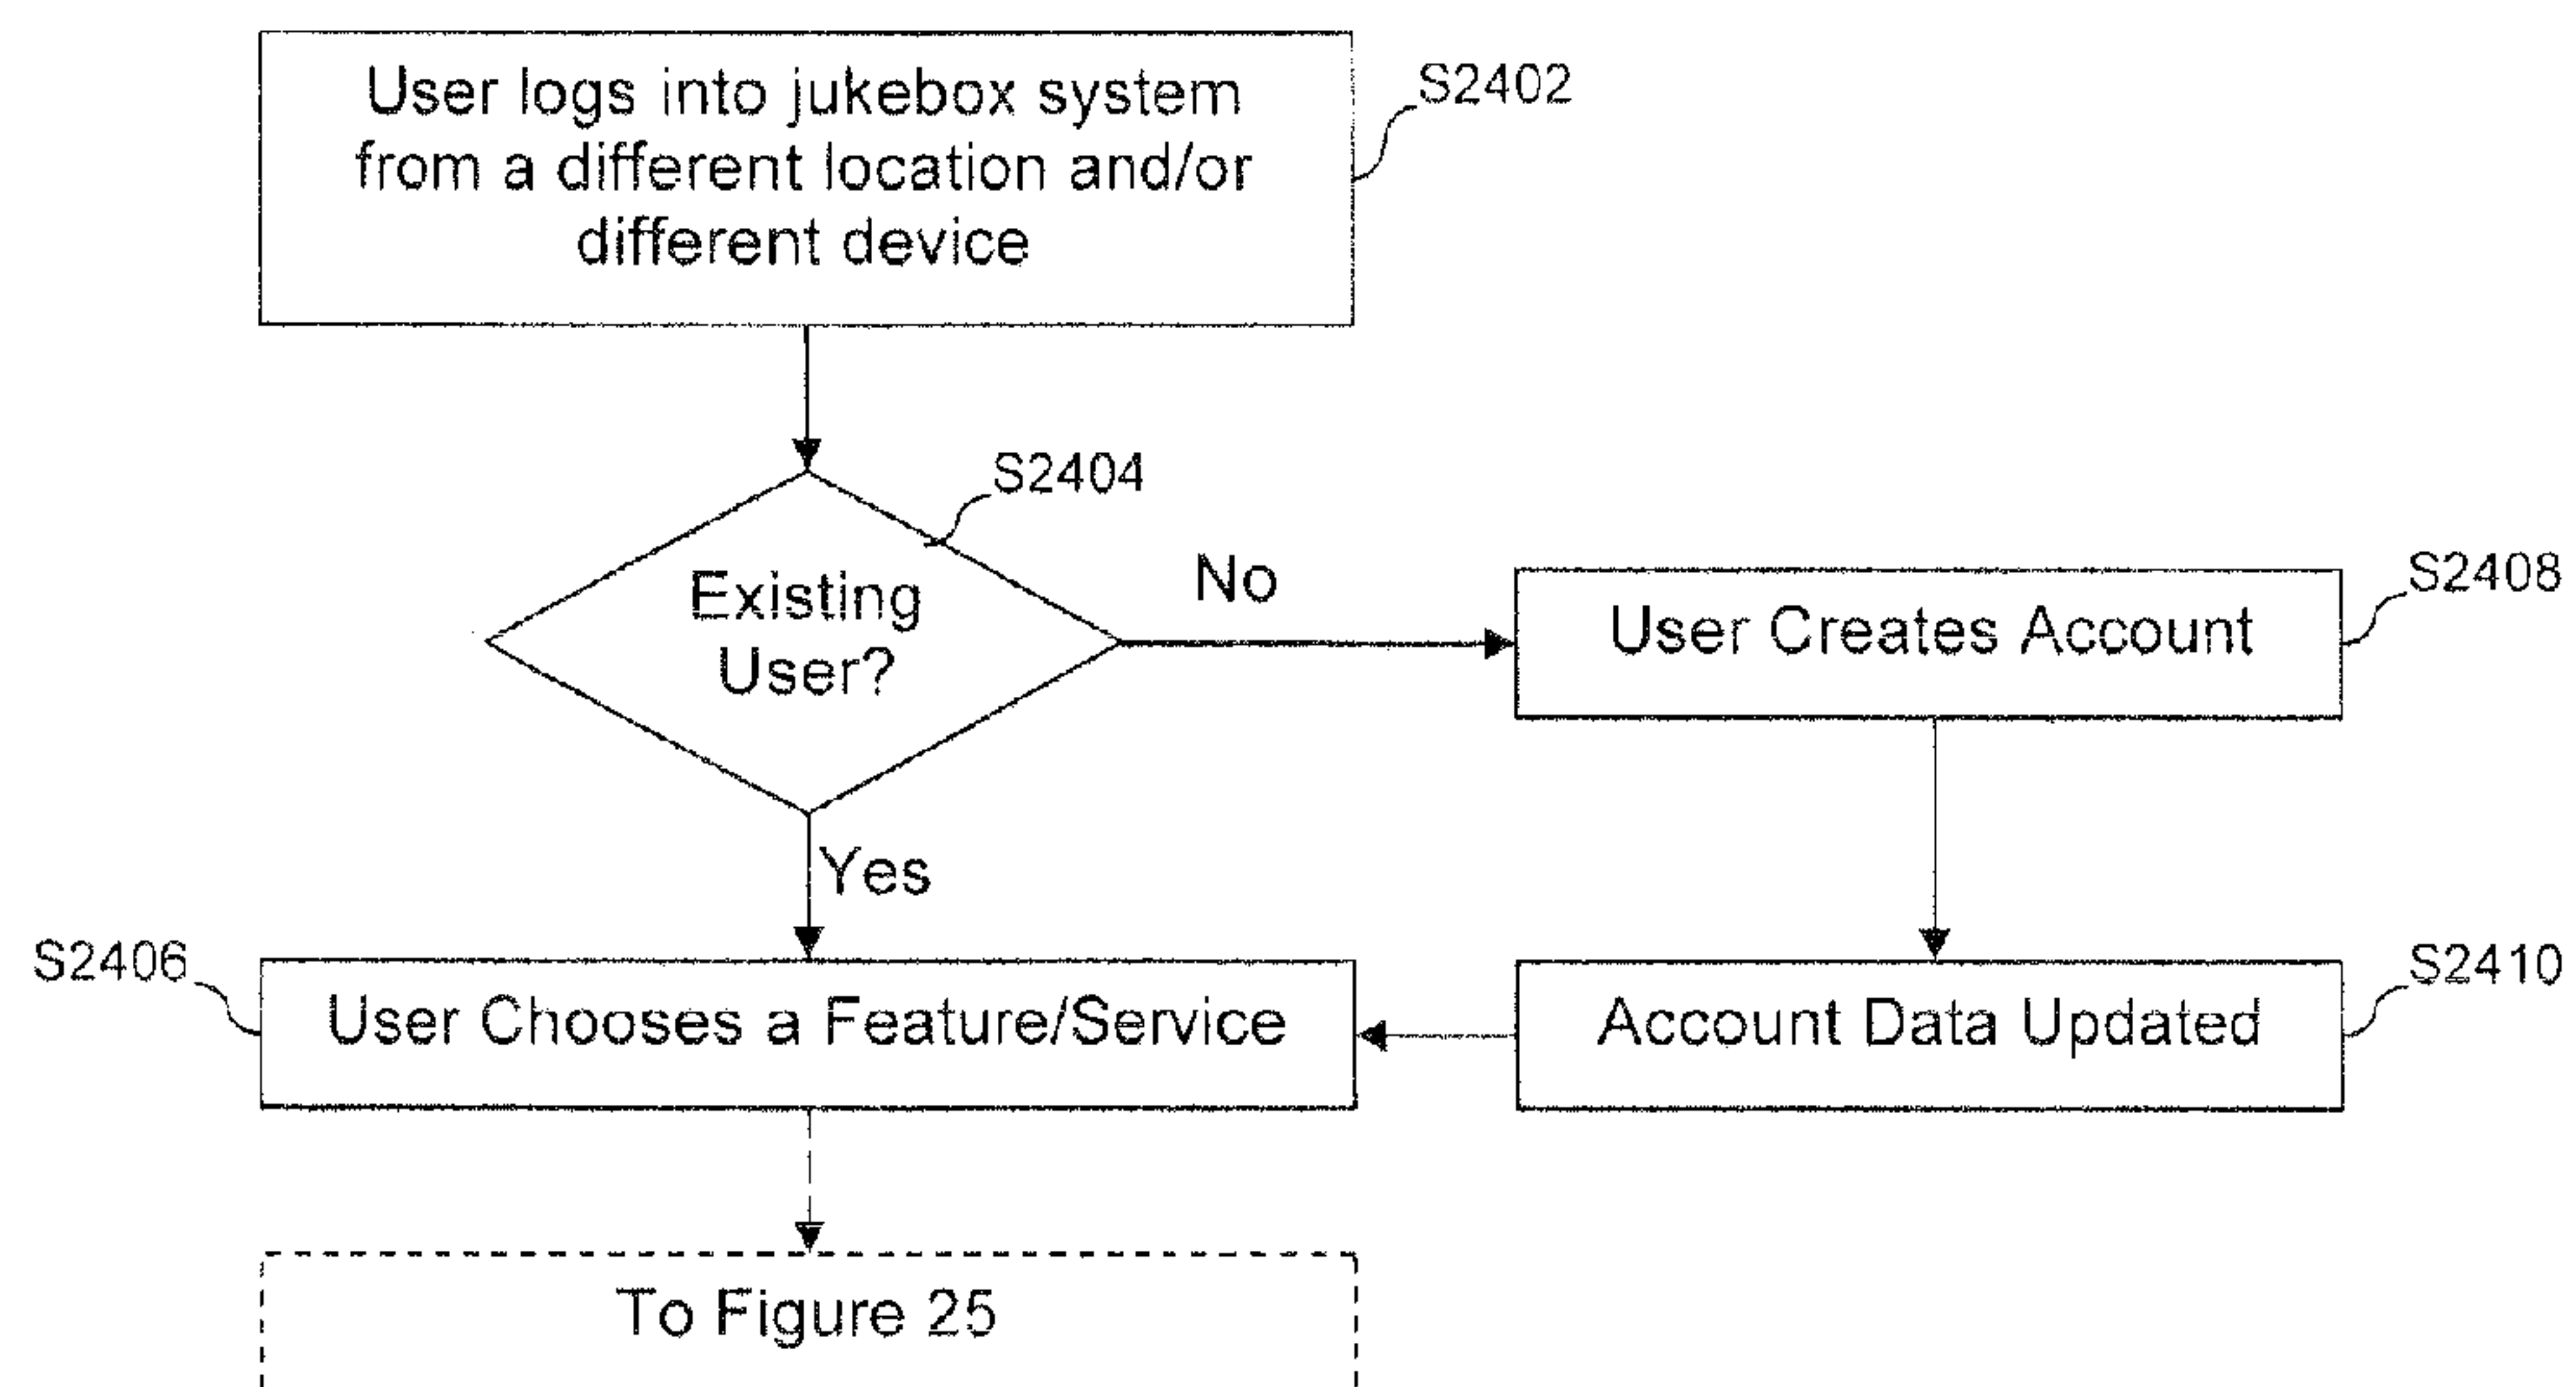 User logs into jukebox system
from a different location and/or
different device
S2402
S2404
Existing
User?
No
User Creates Account
S2408
Yes
S2406
User Chooses a Feature/Service
Account Data Updated
S2410
To Figure 25